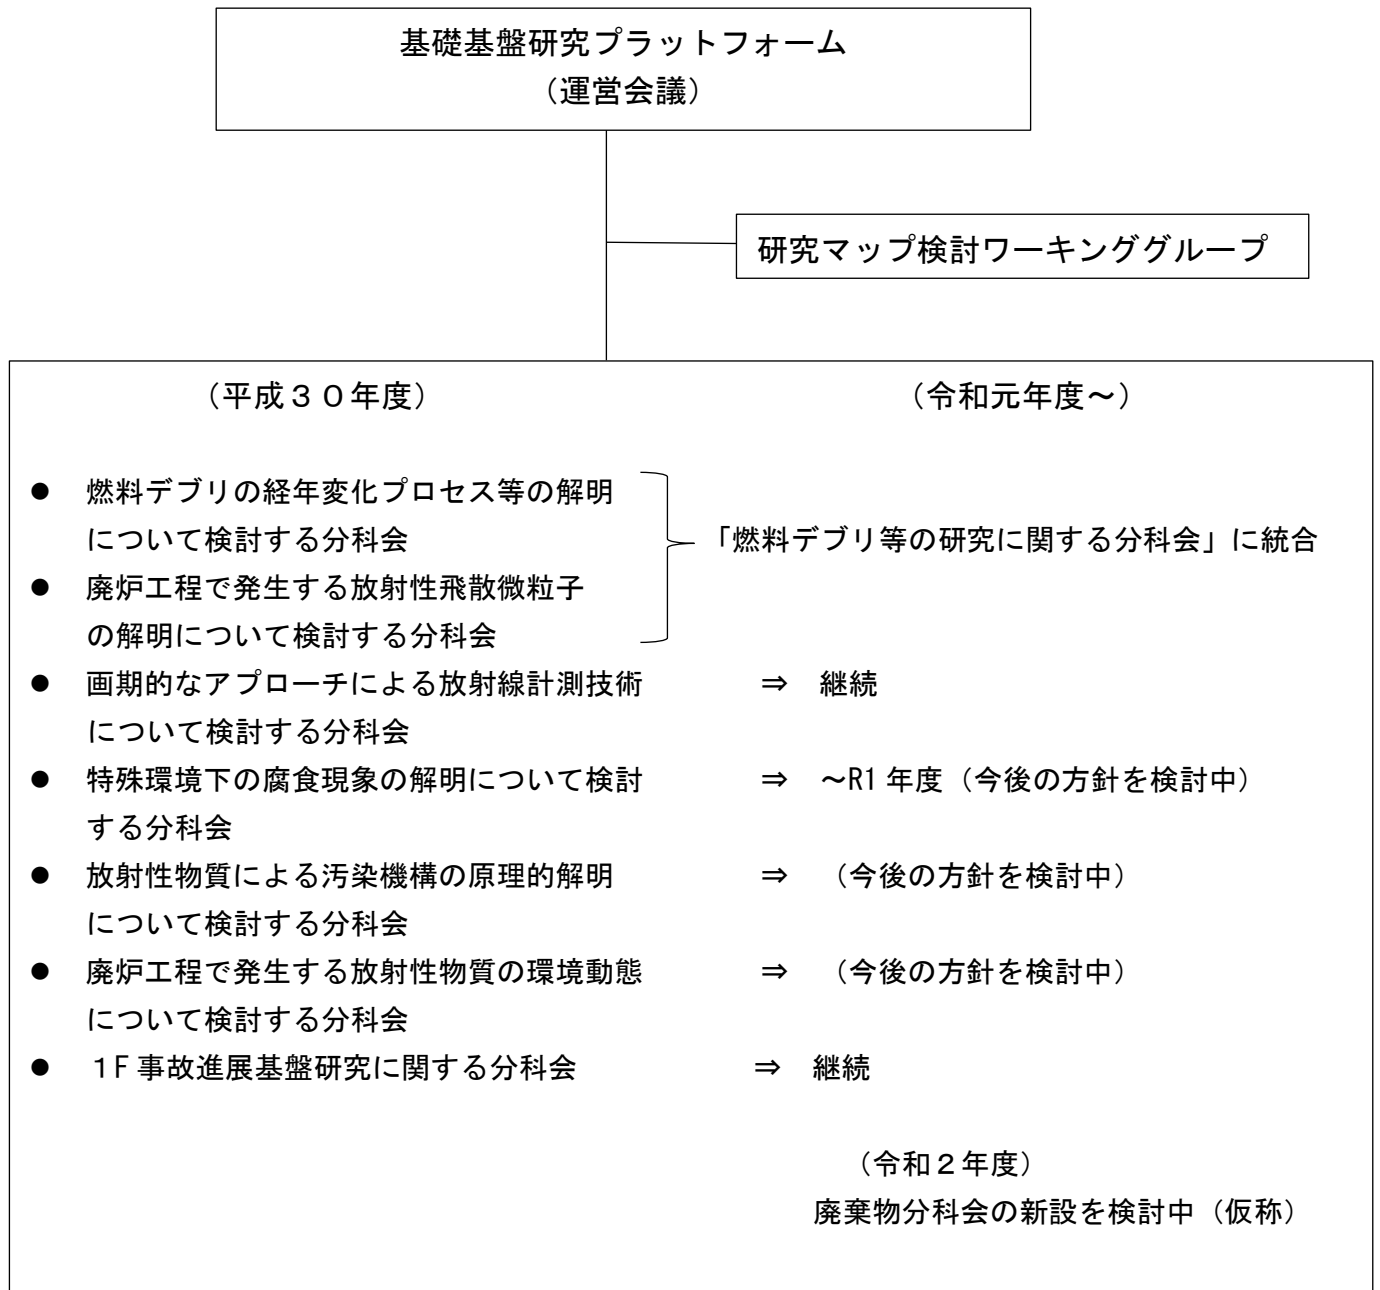 基礎基盤研究プラットフォーム
（運営会議）
研究マップ検討ワーキンググループ
（平成３０年度） （令和元年度～）
● 燃料デブリの経年変化プロセス等の解明
について検討する分科会 「燃料デブリ等の研究に関する分科会」に統合
● 廃炉工程で発生する放射性飛散微粒子
の解明について検討する分科会
● 画期的なアプローチによる放射線計測技術 ⇒ 継続
について検討する分科会
● 特殊環境下の腐食現象の解明について検討 ⇒ ～R1 年度（今後の方針を検討中）
する分科会
● 放射性物質による汚染機構の原理的解明 ⇒ （今後の方針を検討中）
について検討する分科会
● 廃炉工程で発生する放射性物質の環境動態 ⇒ （今後の方針を検討中）
について検討する分科会
● １F 事故進展基盤研究に関する分科会 ⇒ 継続
（令和２年度）
廃棄物分科会の新設を検討中（仮称）